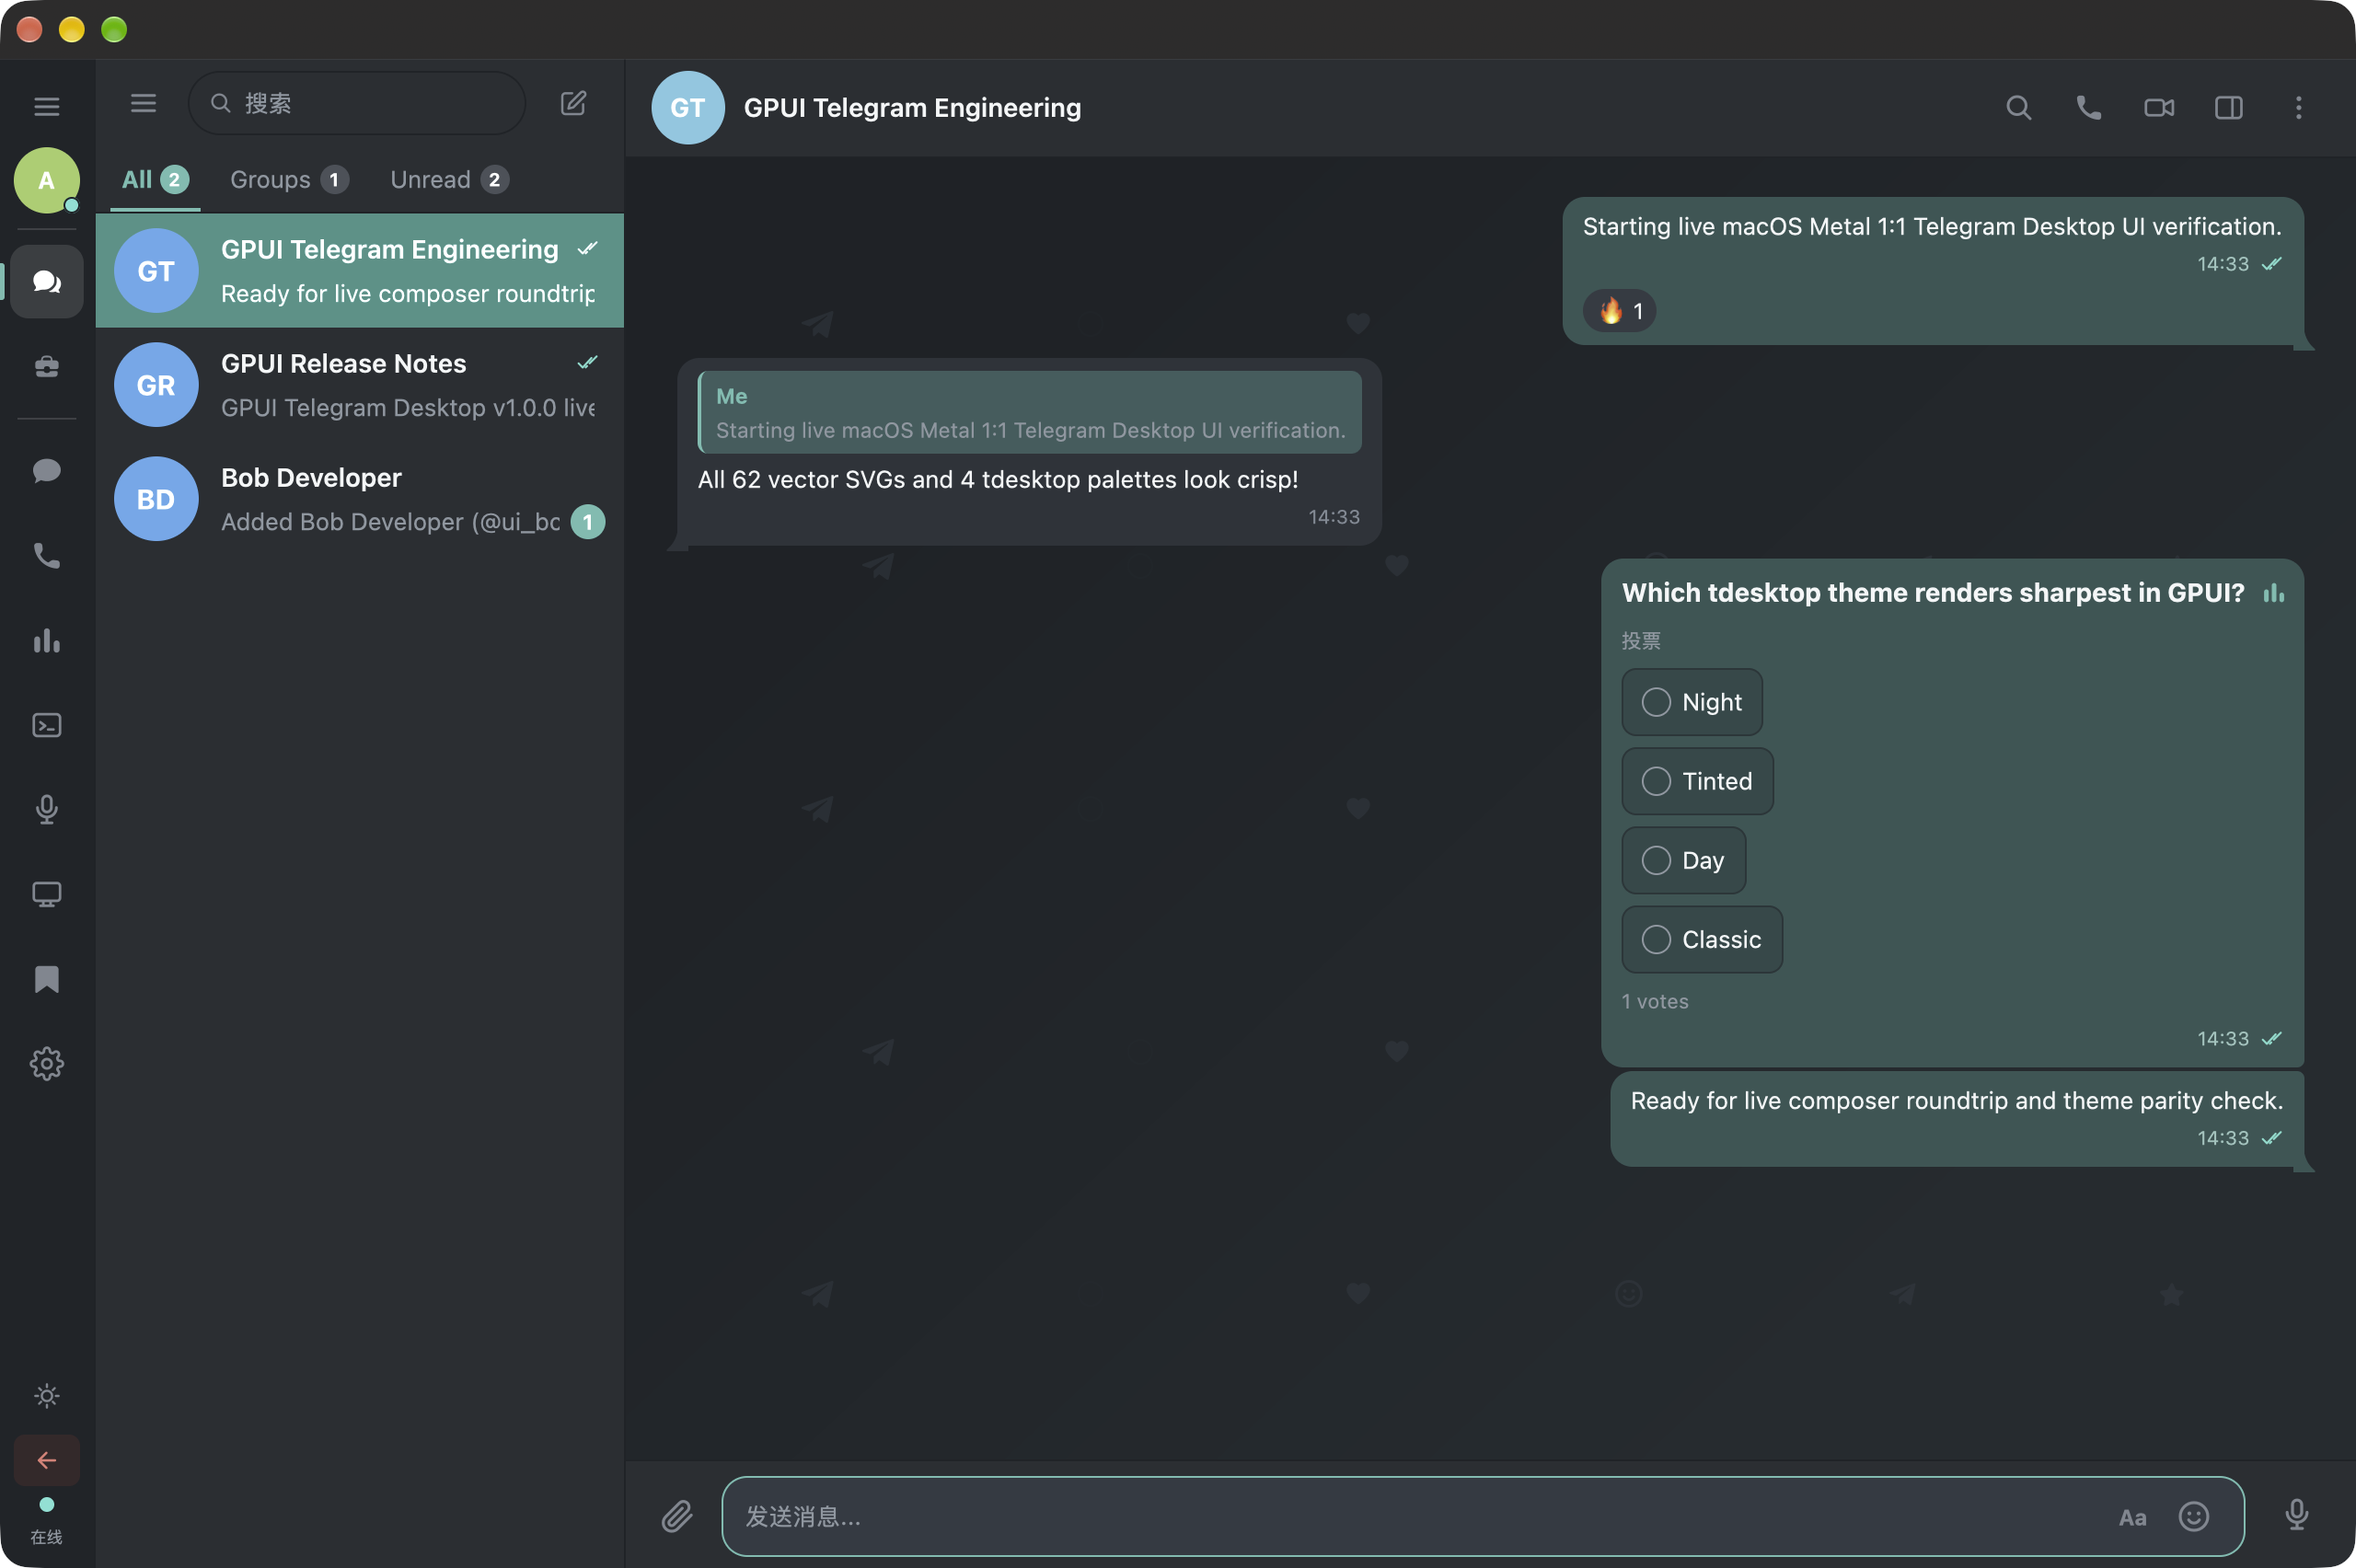 搜索
A
All 2
Groups 1
Unread 2
GT
GPUI Telegram Engineering
Ready for live composer roundtrip
GR
GPUI Release Notes
GPUI Telegram Desktop v1.0.0 live
BD
Bob Developer
Added Bob Developer (@ui_bo
1
在线
GT
GPUI Telegram Engineering
Starting live macOS Metal 1:1 Telegram Desktop UI verification.
14:33
🔥 1
Me
Starting live macOS Metal 1:1 Telegram Desktop UI verification.
All 62 vector SVGs and 4 tdesktop palettes look crisp!
14:33
Which tdesktop theme renders sharpest in GPUI?
投票
Night
Tinted
Day
Classic
1 votes
14:33
Ready for live composer roundtrip and theme parity check.
14:33
发送消息...
Aa